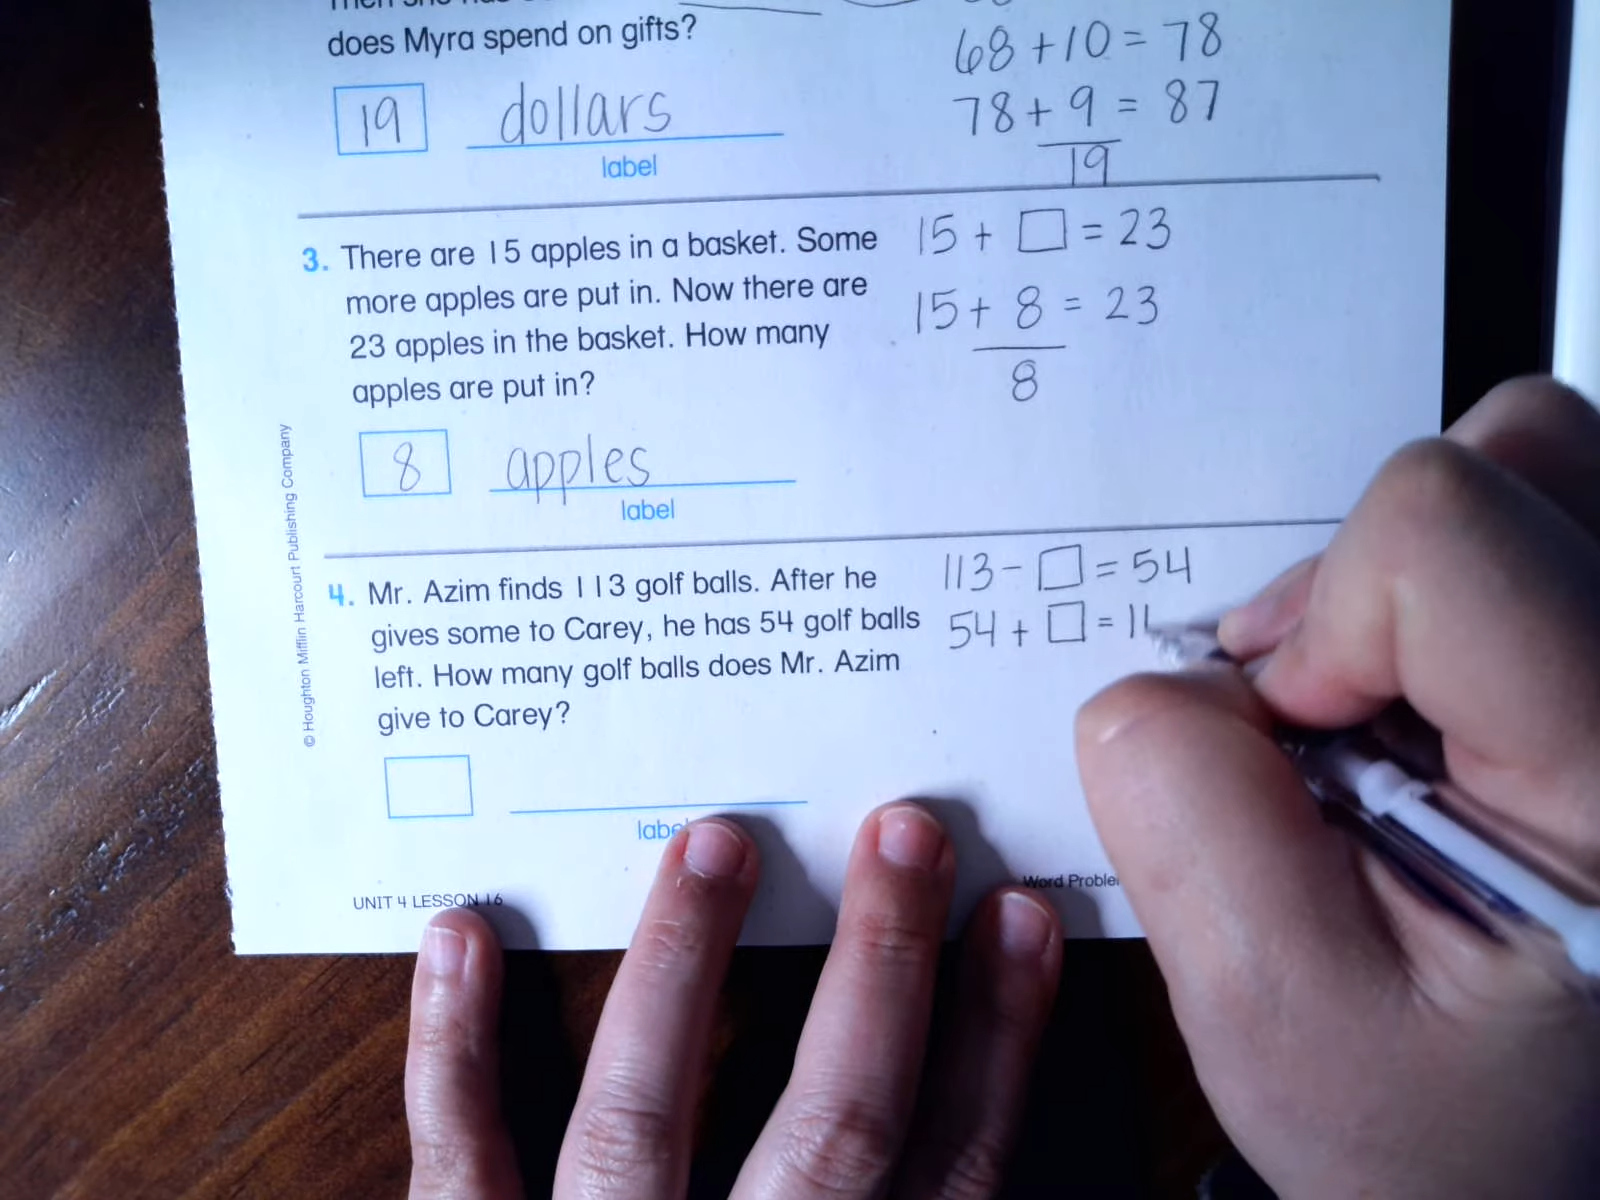 does Myra spend on gifts?
19 dollars
label
68 + 10 = 78
78 + 9 = 87
19
3. There are 15 apples in a basket. Some
more apples are put in. Now there are
23 apples in the basket. How many
apples are put in?
8 apples
label
15 + □ = 23
15 + 8 = 23
8
4. Mr. Azim finds 113 golf balls. After he
gives some to Carey, he has 54 golf balls
left. How many golf balls does Mr. Azim
give to Carey?
label
113 - □ = 54
54 + □ = 11
© Houghton Mifflin Harcourt Publishing Company
UNIT 4 LESSON 16
Word